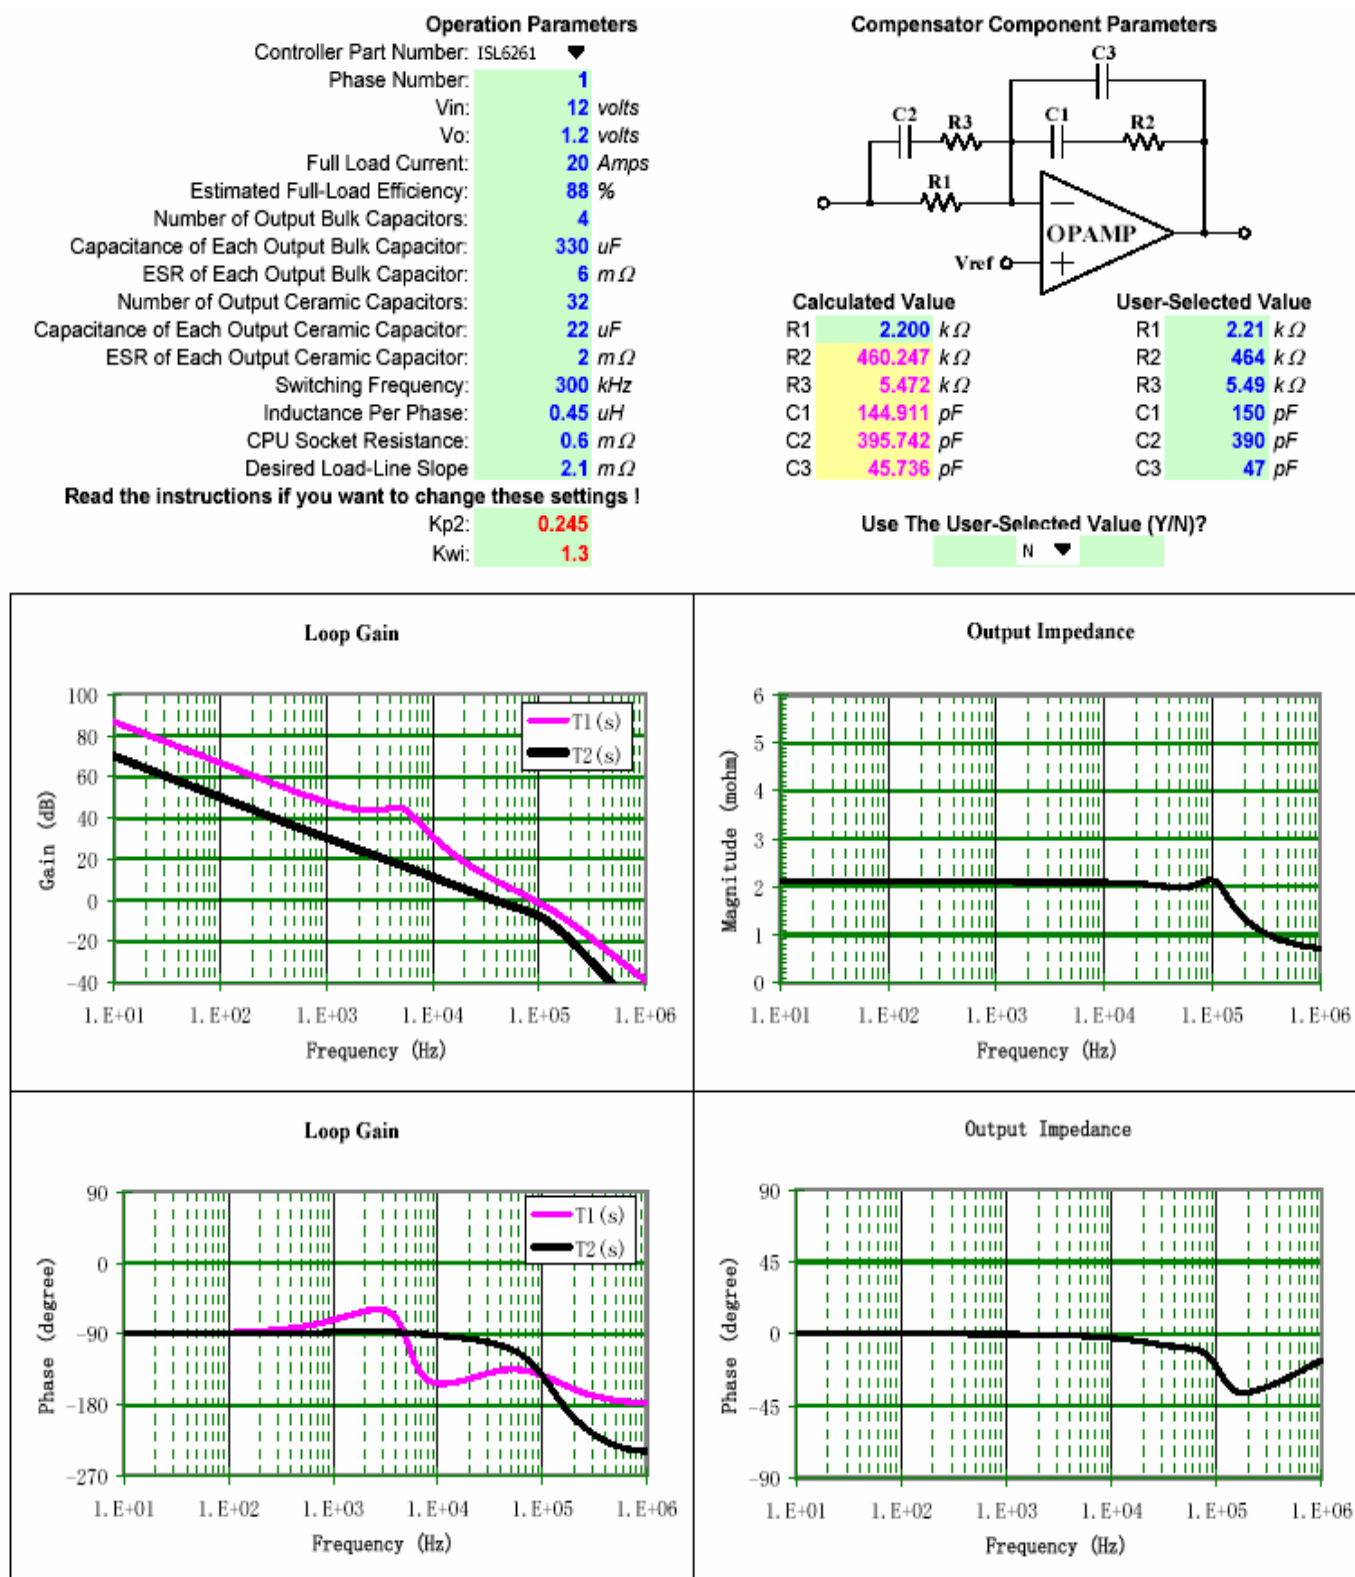 Operation Parameters
Controller Part Number: ISL6261
Phase Number: 1
Vin: 12 volts
Vo: 1.2 volts
Full Load Current: 20 Amps
Estimated Full-Load Efficiency: 88 %
Number of Output Bulk Capacitors: 4
Capacitance of Each Output Bulk Capacitor: 330 uF
ESR of Each Output Bulk Capacitor: 6 mΩ
Number of Output Ceramic Capacitors: 32
Capacitance of Each Output Ceramic Capacitor: 22 uF
ESR of Each Output Ceramic Capacitor: 2 mΩ
Switching Frequency: 300 kHz
Inductance Per Phase: 0.45 uH
CPU Socket Resistance: 0.6 mΩ
Desired Load-Line Slope 2.1 mΩ
Read the instructions if you want to change these settings !
Kp2: 0.245
Kwi: 1.3
Compensator Component Parameters
C3
C2 R3 C1 R2
R1
OPAMP
Vref
Calculated Value
R1 2.200 kΩ
R2 460.247 kΩ
R3 5.472 kΩ
C1 144.911 pF
C2 395.742 pF
C3 45.736 pF
User-Selected Value
R1 2.21 kΩ
R2 464 kΩ
R3 5.49 kΩ
C1 150 pF
C2 390 pF
C3 47 pF
Use The User-Selected Value (Y/N)?
N
Loop Gain
Gain (dB)
100
80
60
40
20
0
-20
-40
T1(s)
T2(s)
1.E+01 1.E+02 1.E+03 1.E+04 1.E+05 1.E+06
Frequency (Hz)
Output Impedance
Magnitude (mohm)
6
5
4
3
2
1
0
1.E+01 1.E+02 1.E+03 1.E+04 1.E+05 1.E+06
Frequency (Hz)
Loop Gain
Phase (degree)
90
0
-90
-180
-270
T1(s)
T2(s)
1.E+01 1.E+02 1.E+03 1.E+04 1.E+05 1.E+06
Frequency (Hz)
Output Impedance
Phase (degree)
90
45
0
-45
-90
1.E+01 1.E+02 1.E+03 1.E+04 1.E+05 1.E+06
Frequency (Hz)